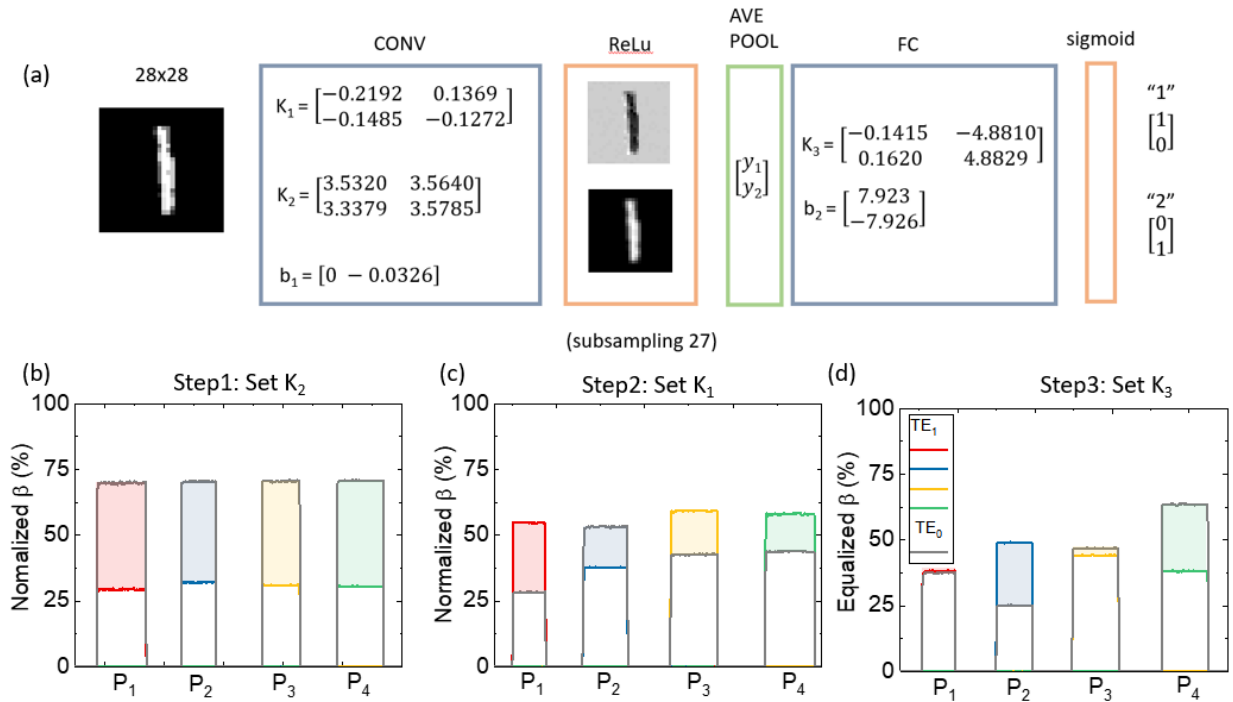 (a)
28x28
CONV
K₁ = [−0.2192 0.1369
−0.1485 −0.1272]
K₂ = [3.5320 3.5640
3.3379 3.5785]
b₁ = [0 −0.0326]
ReLu
AVE
POOL
[y₁
y₂]
FC
K₃ = [−0.1415 −4.8810
0.1620 4.8829]
b₂ = [7.923
−7.926]
sigmoid
"1"
[1
0]
"2"
[0
1]
(subsampling 27)
(b)
Step1: Set K₂
Nomalized β (%)
100
75
50
25
0
P₁ P₂ P₃ P₄
(c)
Step2: Set K₁
Normalized β (%)
100
75
50
25
0
P₁ P₂ P₃ P₄
(d)
Step3: Set K₃
Equalized β (%)
100
75
50
25
0
TE₁
TE₀
P₁ P₂ P₃ P₄